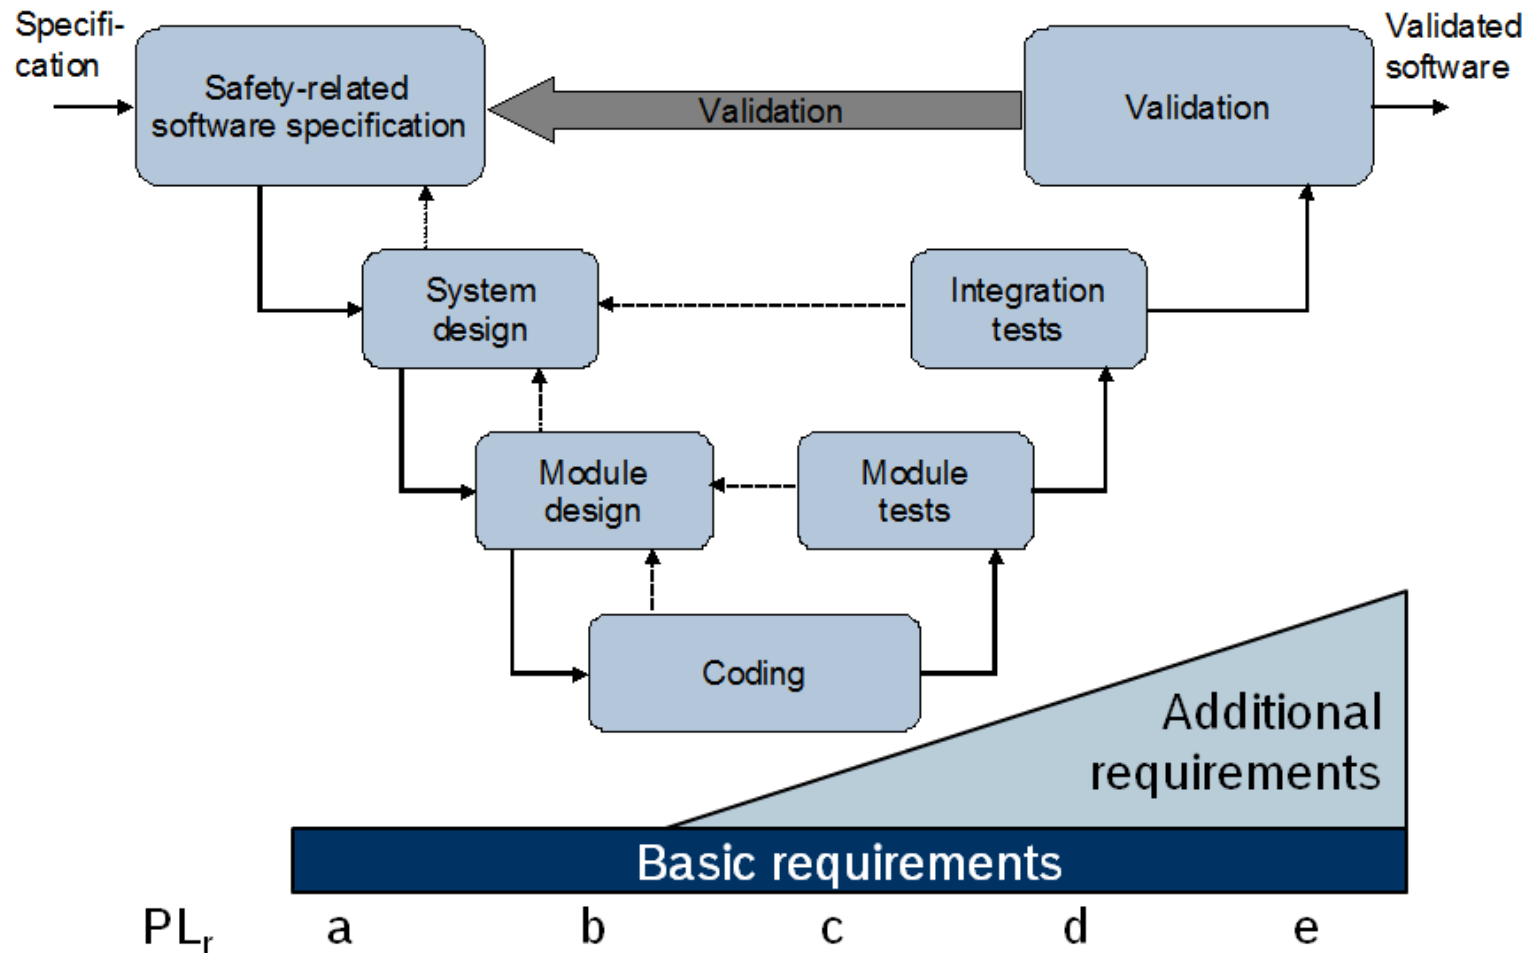 Specifi-
cation
Safety-related
software specification
Validation
Validation
Validated
software
System
design
Integration
tests
Module
design
Module
tests
Coding
Additional
requirements
Basic requirements
PLr a b c d e